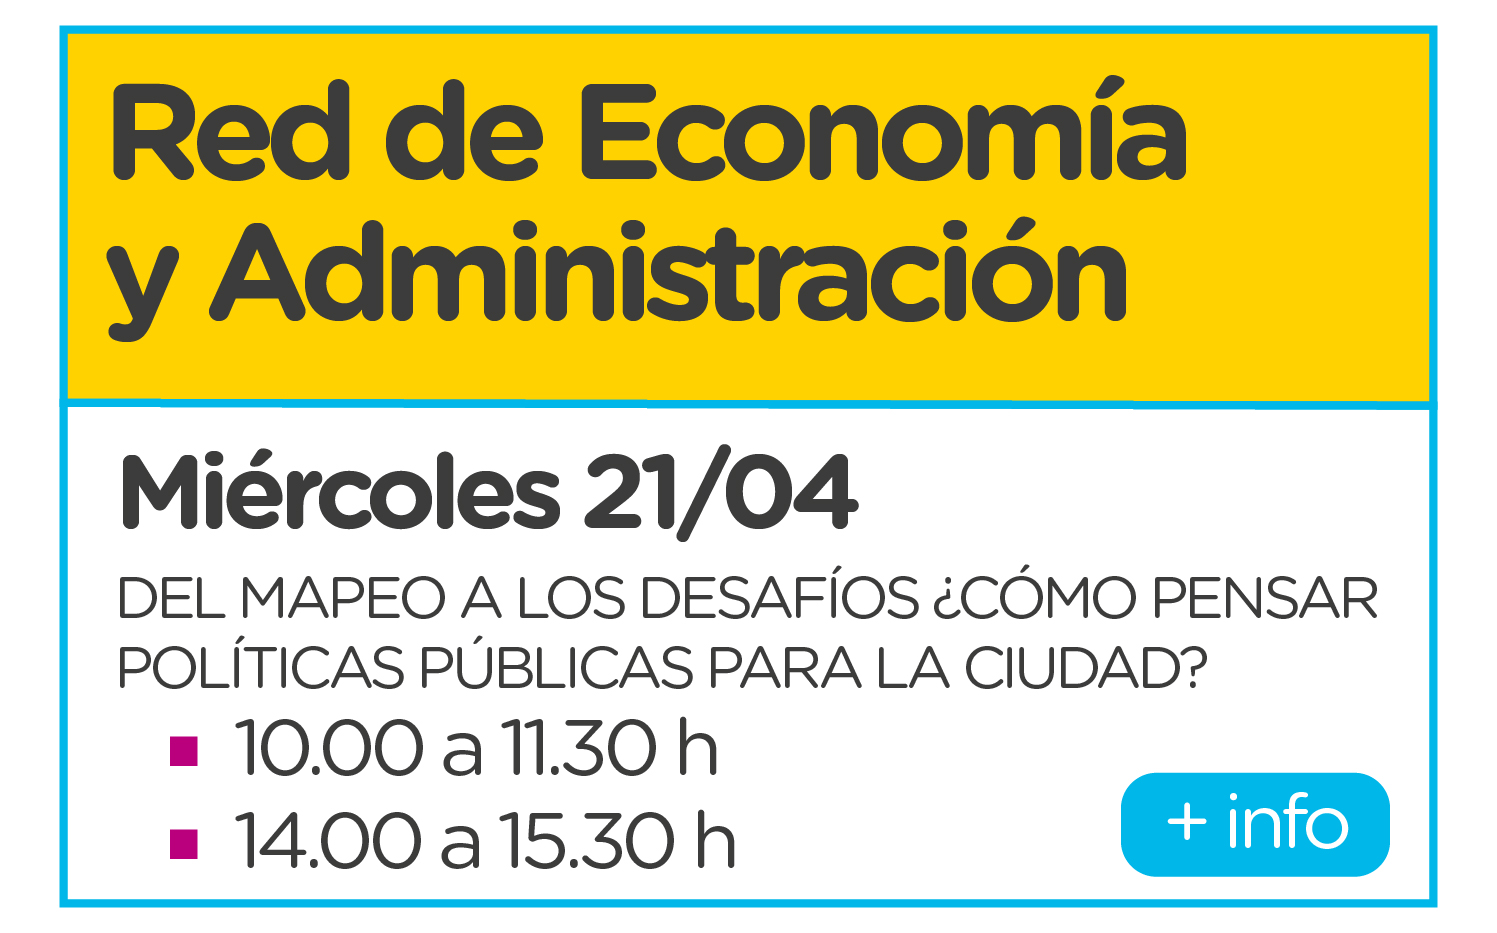 Red de Economía
y Administración
Miércoles 21/04
DEL MAPEO A LOS DESAFÍOS ¿CÓMO PENSAR
POLÍTICAS PÚBLICAS PARA LA CIUDAD?
10.00 a 11.30 h
14.00 a 15.30 h
+ info